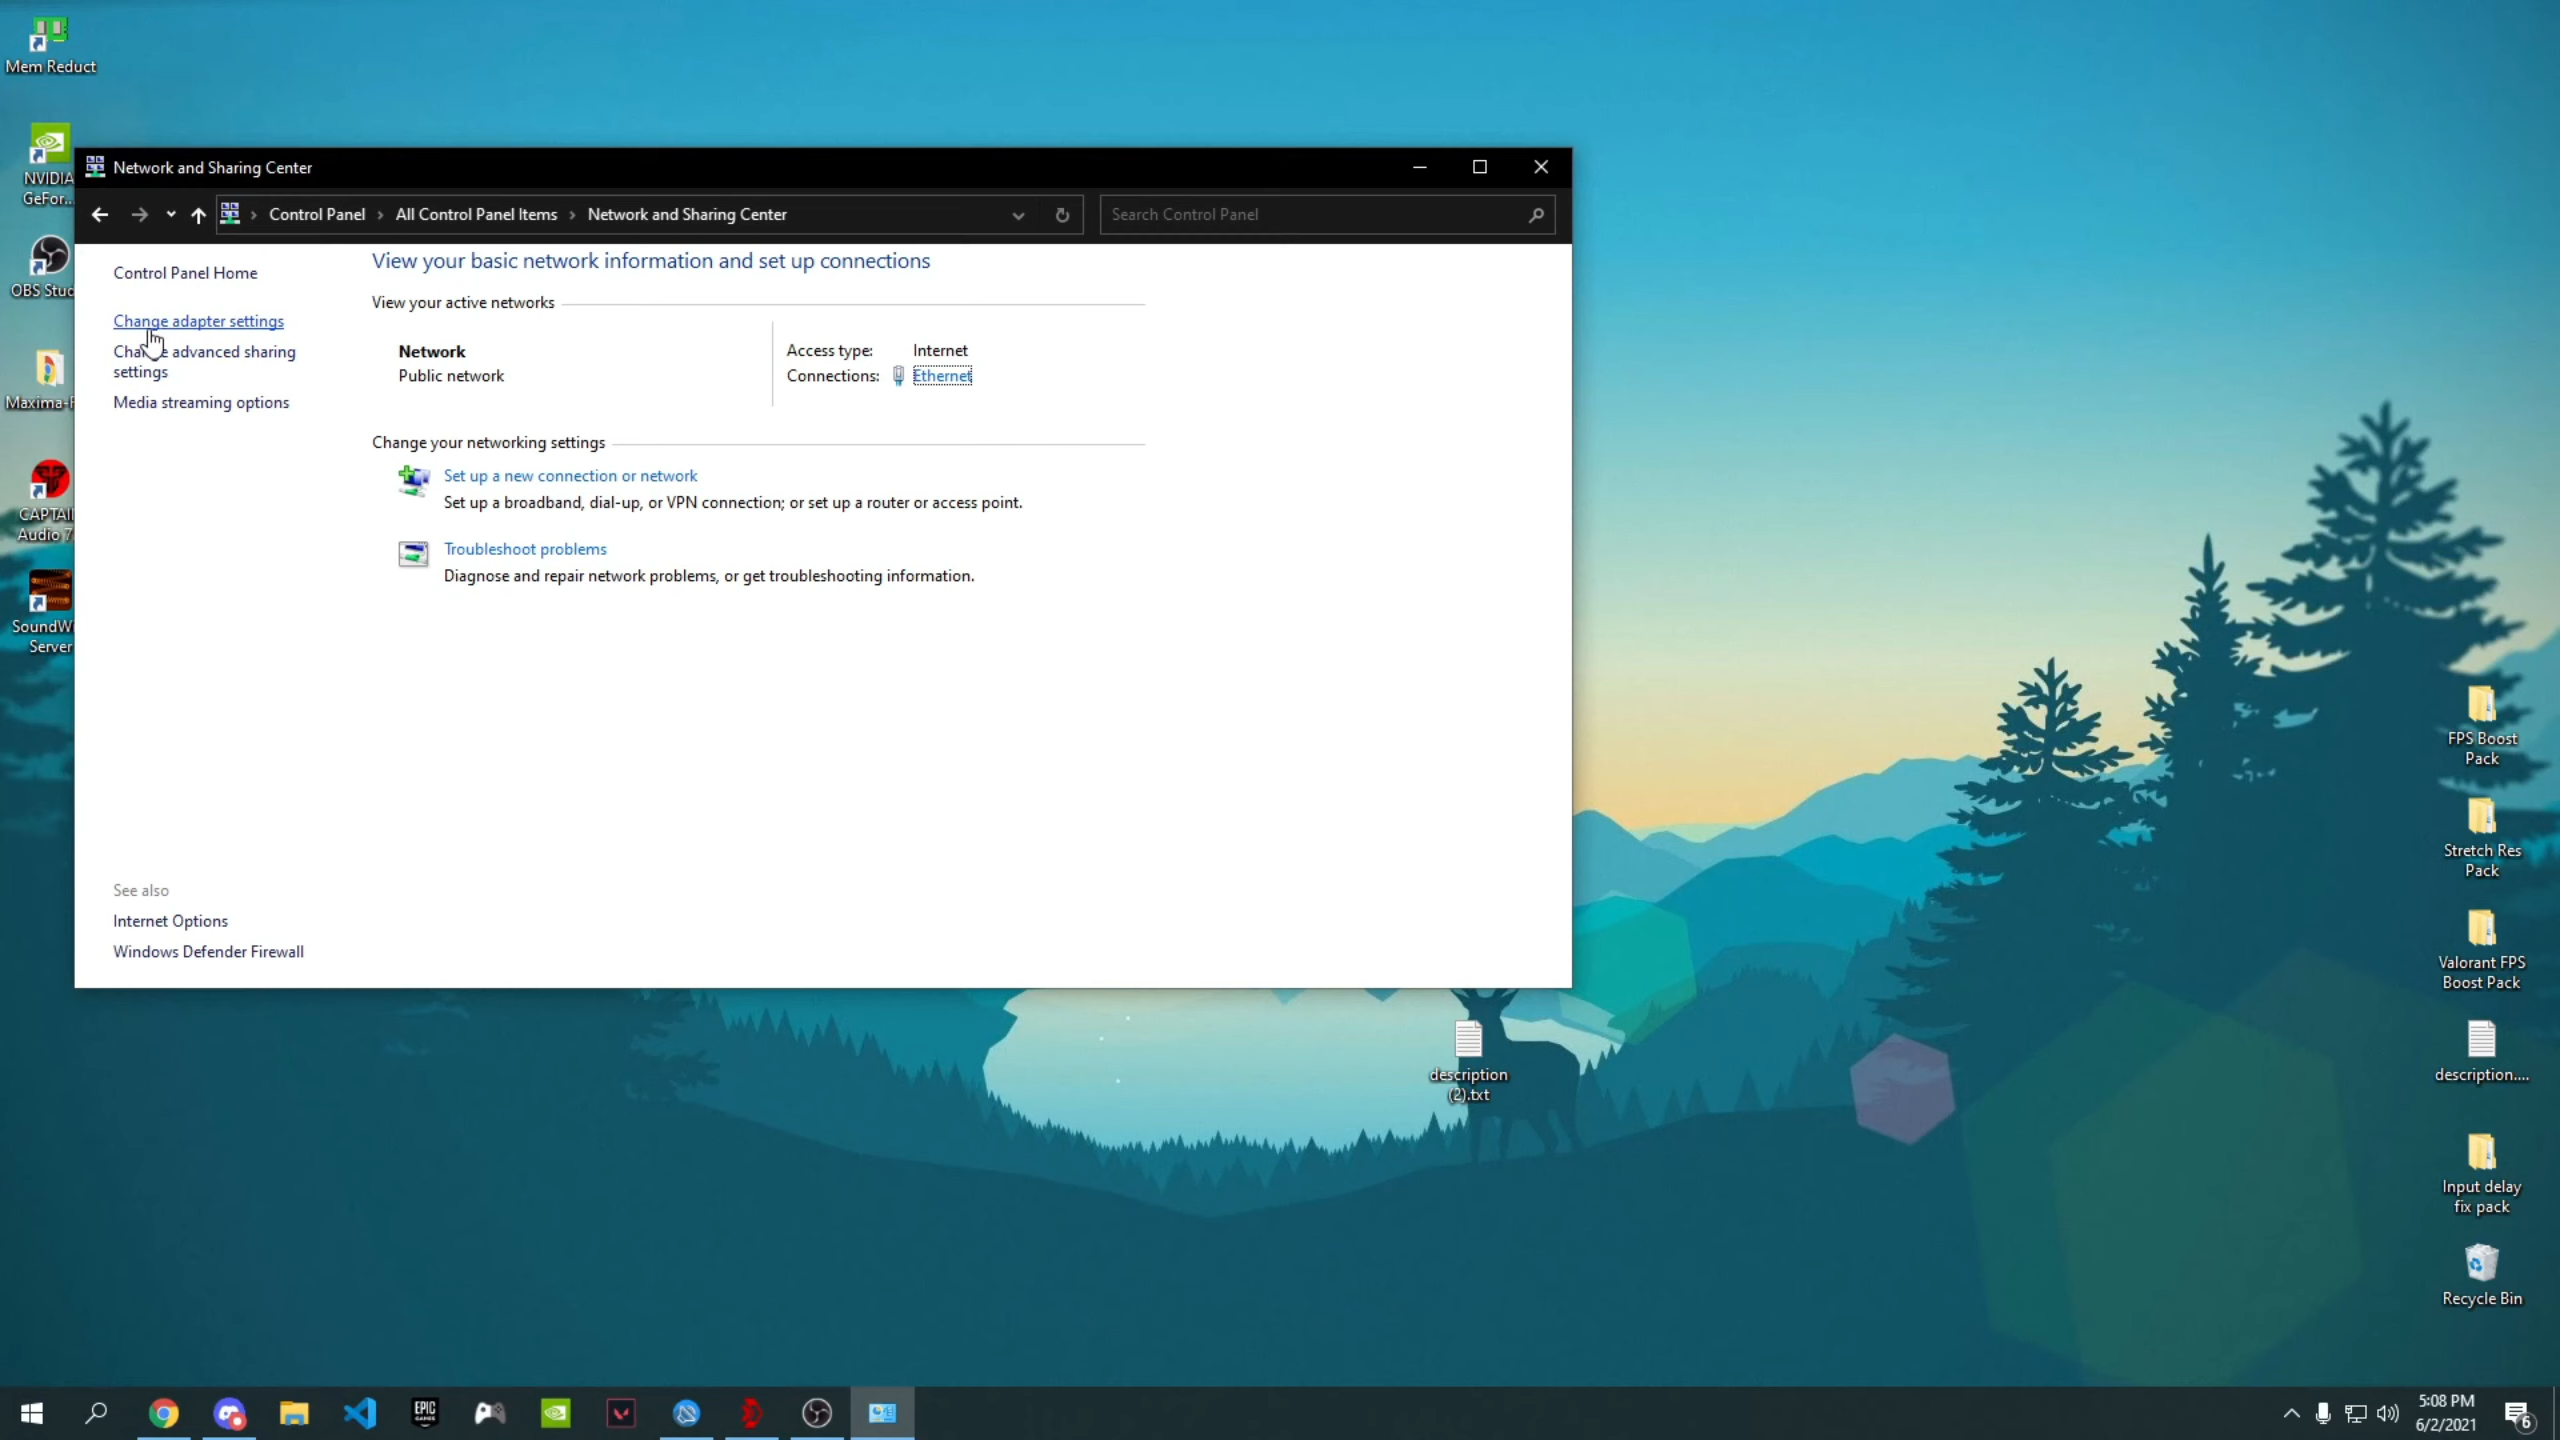 Mem Reduct
NVIDIA
GeFor...
OBS Stud
Maxima-F
CAPTAI
Audio 7
SoundWi
Server
Network and Sharing Center
Control Panel > All Control Panel Items > Network and Sharing Center
Search Control Panel
Control Panel Home
Change adapter settings
Change advanced sharing
settings
Media streaming options
See also
Internet Options
Windows Defender Firewall
View your basic network information and set up connections
View your active networks
Network
Public network
Access type: Internet
Connections: Ethernet
Change your networking settings
Set up a new connection or network
Set up a broadband, dial-up, or VPN connection; or set up a router or access point.
Troubleshoot problems
Diagnose and repair network problems, or get troubleshooting information.
description
(2).txt
FPS Boost
Pack
Stretch Res
Pack
Valorant FPS
Boost Pack
description....
Input delay
fix pack
Recycle Bin
EPIC
GAMES
5:08 PM
6/2/2021
6